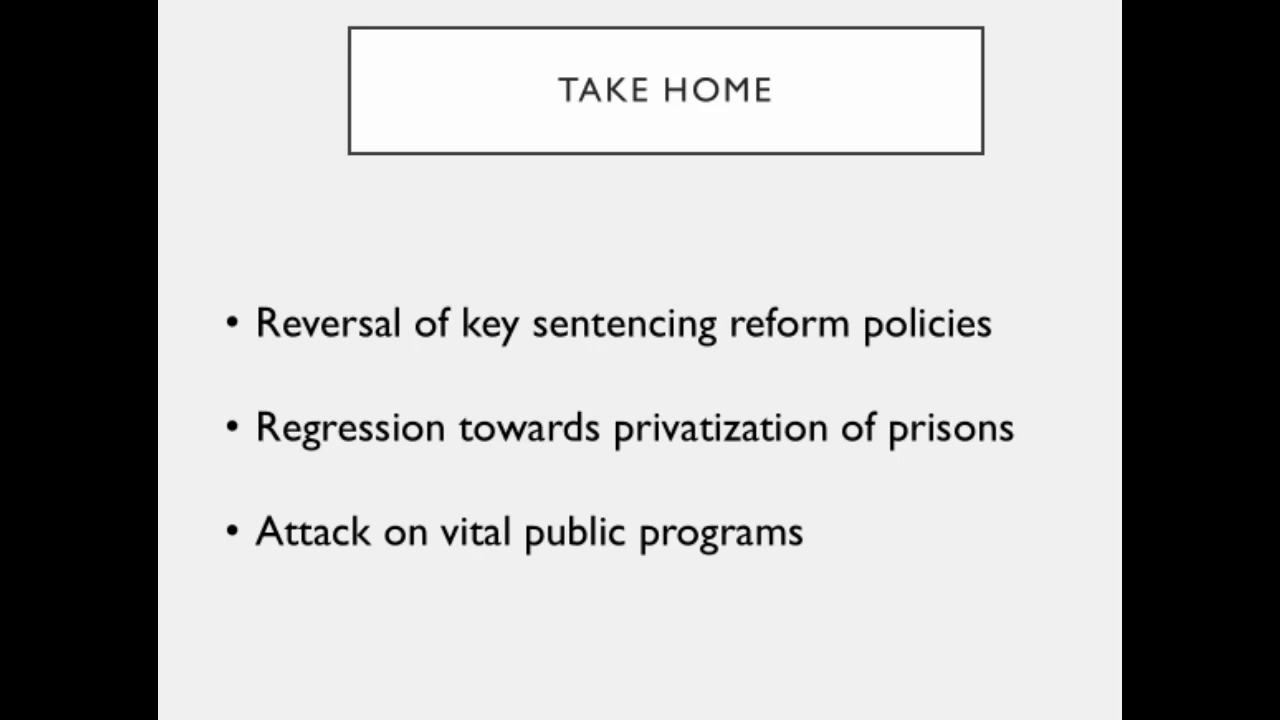 TAKE HOME
• Reversal of key sentencing reform policies
• Regression towards privatization of prisons
• Attack on vital public programs